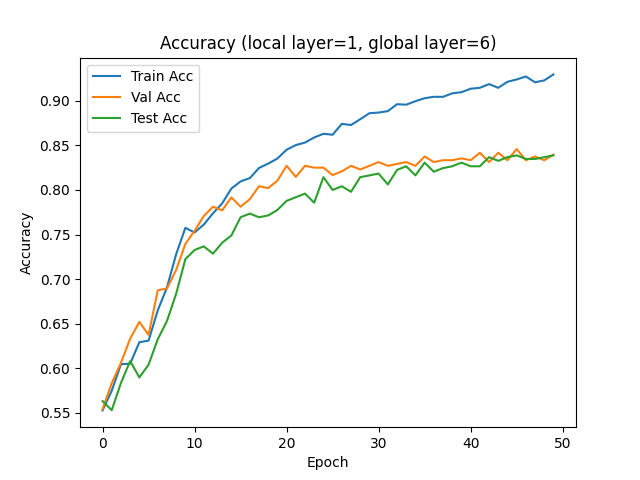 Accuracy (local layer=1, global layer=6)
Train Acc
Val Acc
Test Acc
0.90
0.85
0.80
0.75
0.70
0.65
0.60
0.55
Accuracy
0 10 20 30 40 50
Epoch